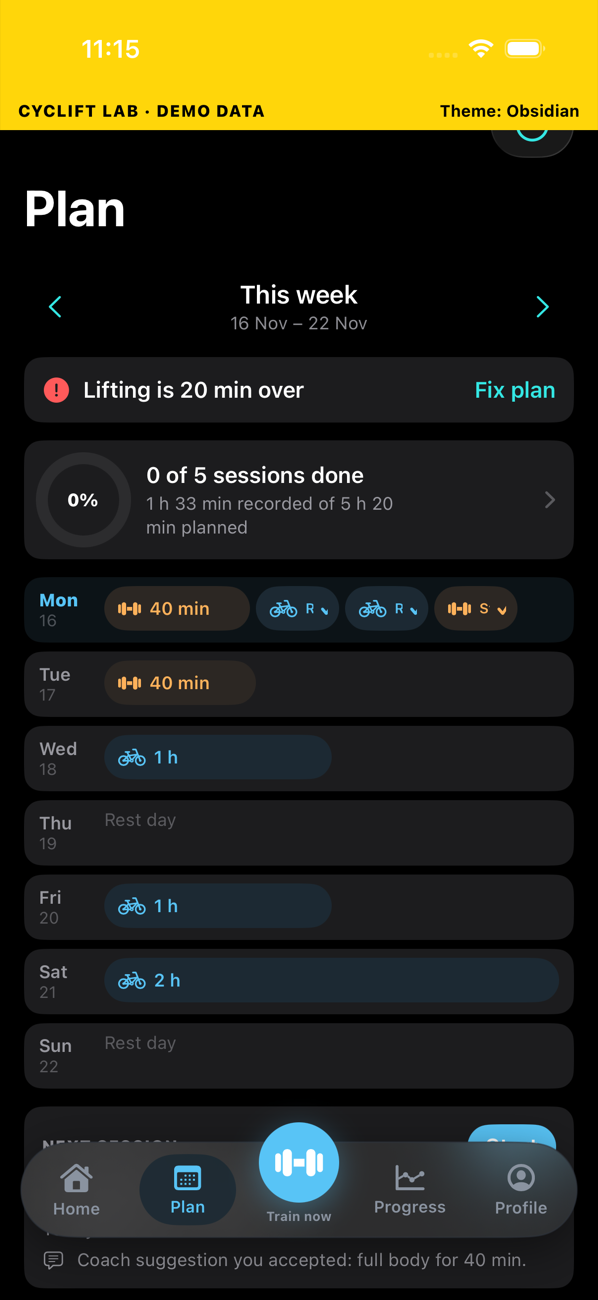 11:15
CYCLIFT LAB · DEMO DATA
Theme: Obsidian
Plan
This week
16 Nov – 22 Nov
Lifting is 20 min over
Fix plan
0%
0 of 5 sessions done
1 h 33 min recorded of 5 h 20
min planned
Mon
16
40 min
R
R
S
Tue
17
40 min
Wed
18
1 h
Thu
19
Rest day
Fri
20
1 h
Sat
21
2 h
Sun
22
Rest day
Home
Plan
Train now
Progress
Profile
Coach suggestion you accepted: full body for 40 min.